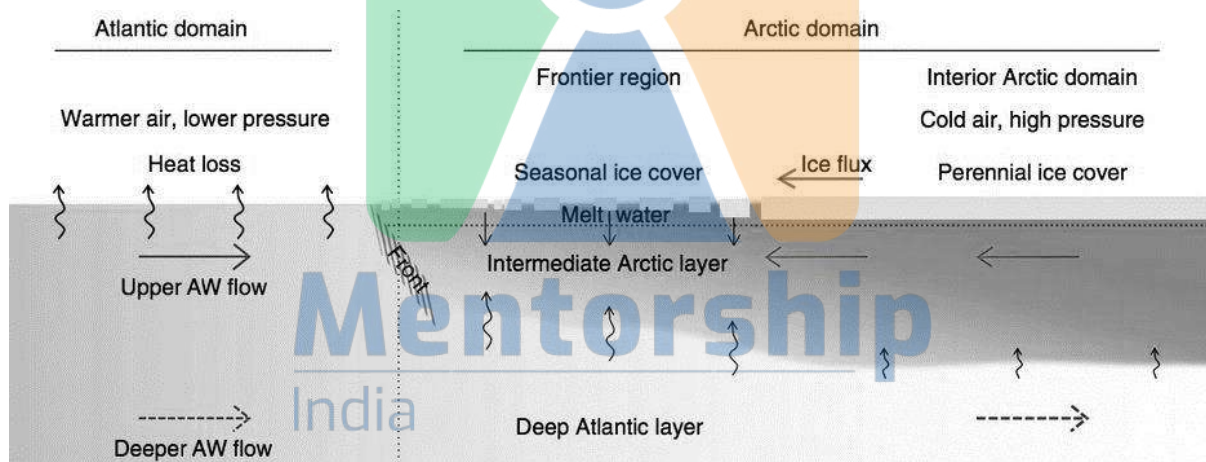 Atlantic domain
Arctic domain
Frontier region
Interior Arctic domain
Warmer air, lower pressure
Cold air, high pressure
Heat loss
Seasonal ice cover
Ice flux
Perennial ice cover
Melt water
Front
Intermediate Arctic layer
Upper AW flow
Mentorship
India
Deep Atlantic layer
Deeper AW flow